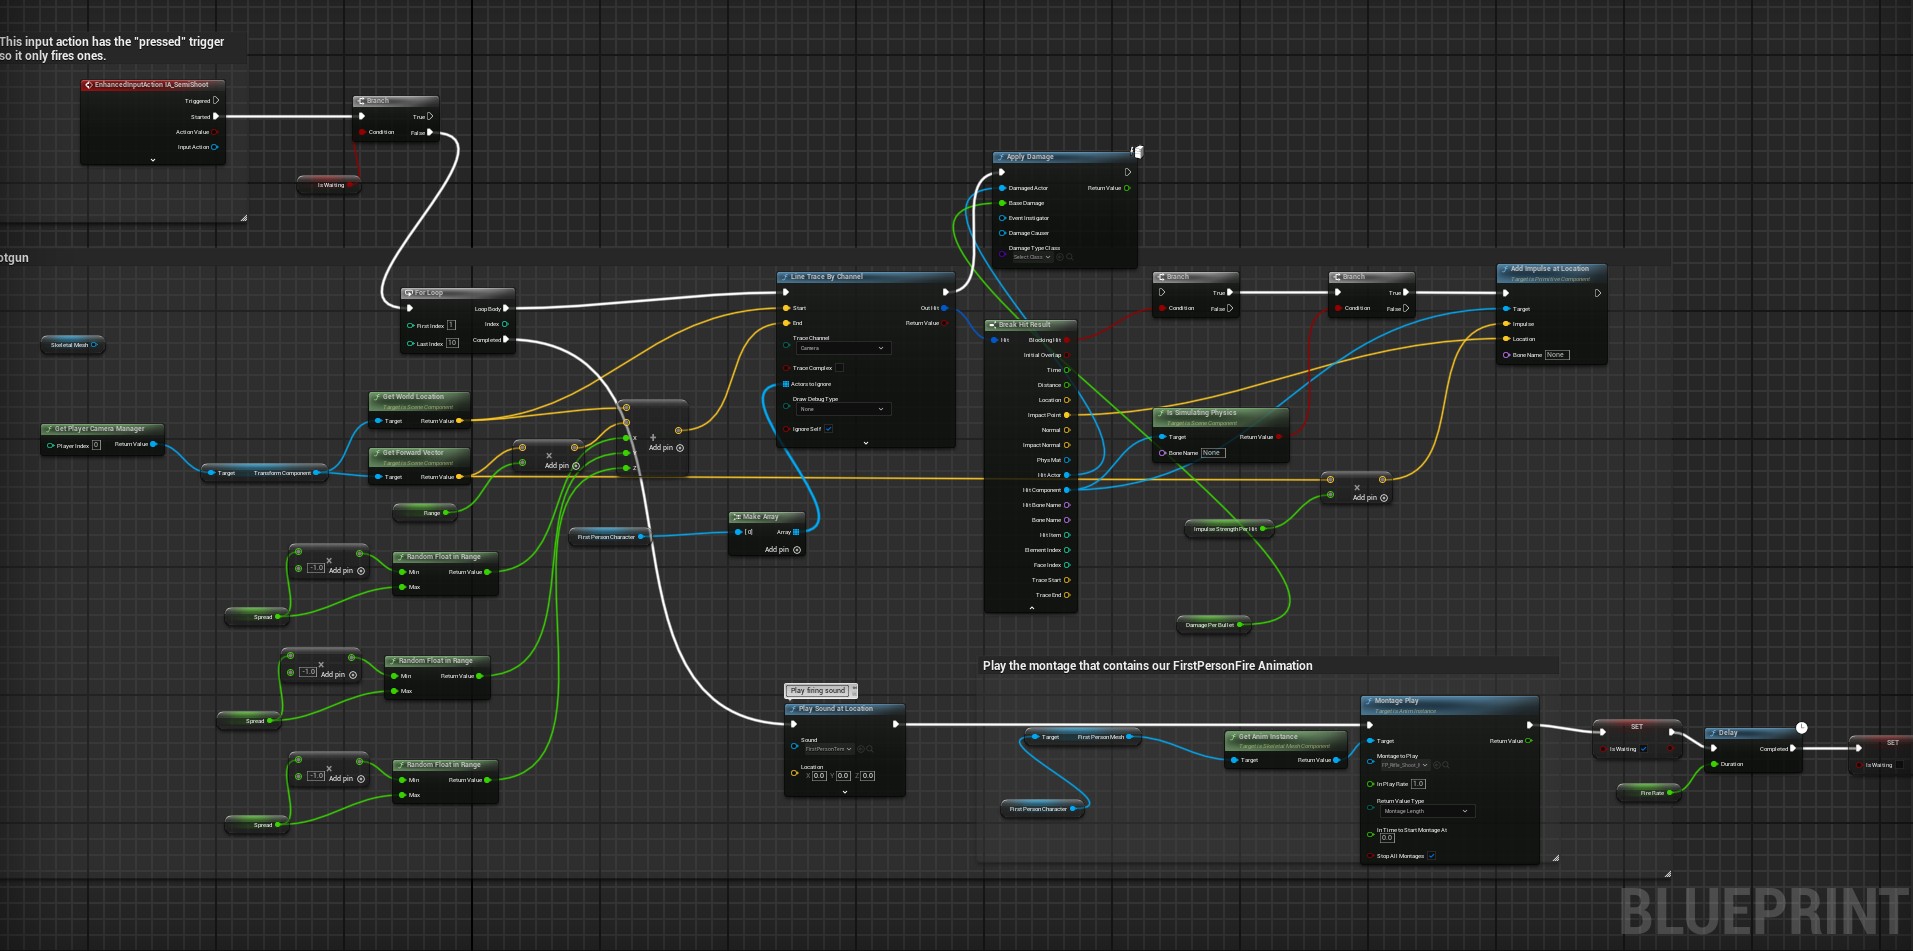 This input action has the "pressed" trigger
so it only fires ones.
EnhancedInputAction IA_SemiShoot
Triggered
Started
Action Value
Input Action
Branch
True
Condition
False
Is Waiting
otgun
For Loop
Loop Body
First Index 1
Index
Last Index 10
Completed
Skeletal Mesh
Get Player Camera Manager
Player Index 0
Return Value
Target
Transform Component
Get World Location
Target is Scene Component
Target
Return Value
Get Forward Vector
Target is Scene Component
Target
Return Value
Range
Add pin
X
Y
Z
Add pin
-1.0
Add pin
Random Float in Range
Min
Return Value
Max
Spread
-1.0
Add pin
Random Float in Range
Min
Return Value
Max
Spread
-1.0
Add pin
Random Float in Range
Min
Return Value
Max
Spread
First Person Character
Make Array
[0]
Array
Add pin
Line Trace By Channel
Start
Out Hit
End
Return Value
Trace Channel
Camera
Trace Complex
Actors to Ignore
Draw Debug Type
None
Ignore Self
Apply Damage
Damaged Actor
Return Value
Base Damage
Event Instigator
Damage Causer
Damage Type Class
Select Class
Break Hit Result
Hit
Blocking Hit
Initial Overlap
Time
Distance
Location
Impact Point
Normal
Impact Normal
Phys Mat
Hit Actor
Hit Component
Hit Bone Name
Bone Name
Hit Item
Element Index
Face Index
Trace Start
Trace End
Branch
True
Condition
False
Branch
True
Condition
False
Is Simulating Physics
Target is Scene Component
Target
Return Value
Bone Name None
Add Impulse at Location
Target is Primitive Component
Target
Impulse
Location
Bone Name None
Add pin
Impulse Strength Per Hit
Damage Per Bullet
Play the montage that contains our FirstPersonFire Animation
Play firing sound
Play Sound at Location
Sound
Location
X 0.0 Y 0.0 Z 0.0
Target
First Person Mesh
First Person Character
Get Anim Instance
Target is Skeletal Mesh Component
Target
Return Value
Montage Play
Target is Anim Instance
Target
Return Value
Montage to Play
In Play Rate 1.0
Return Value Type
Montage Length
In Time to Start Montage At
0.0
Stop All Montages
SET
Is Waiting
Delay
Completed
Duration
Fire Rate
SET
Is Waiting
BLUEPRINT